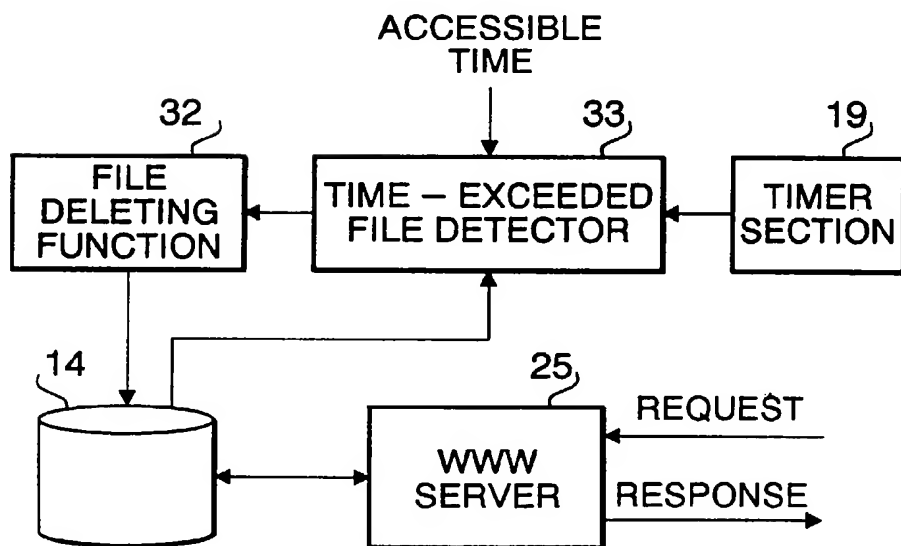 ACCESSIBLE
TIME
32
33
19
FILE
DELETING
FUNCTION
TIME – EXCEEDED
FILE DETECTOR
TIMER
SECTION
14
25
REQUEST
WWW
SERVER
RESPONSE